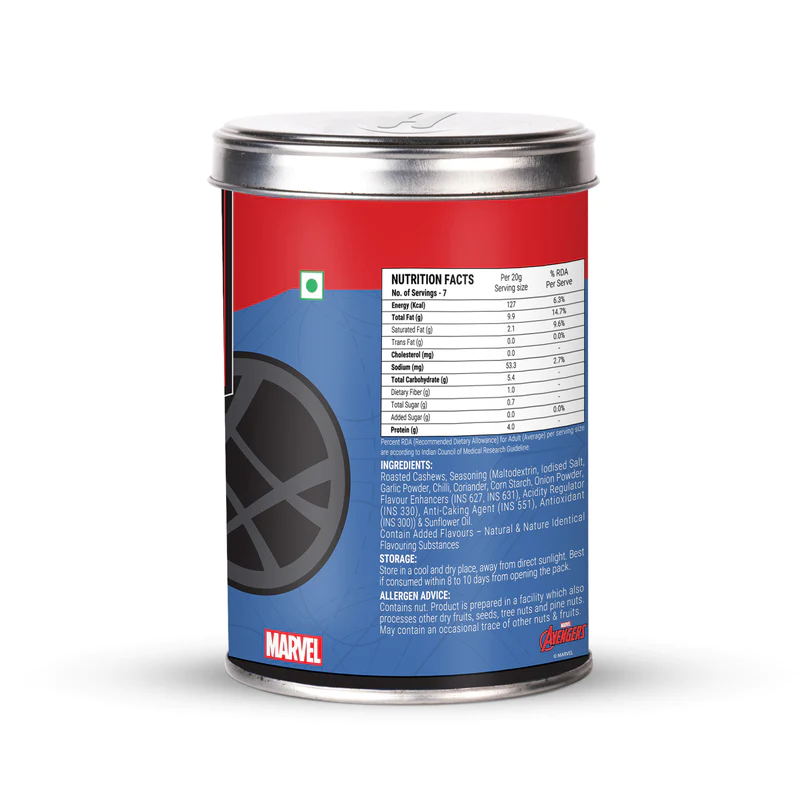 NUTRITION FACTS Per 20g Serving size % RDA Per Serve
No. of Servings - 7
Energy (Kcal) 127 6.3%
Total Fat (g) 9.9 14.7%
Saturated Fat (g) 2.1 9.6%
Trans Fat (g) 0.0 0.0%
Cholesterol (mg) 0.0 -
Sodium (mg) 53.3 2.7%
Total Carbohydrate (g) 5.4 -
Dietary Fiber (g) 1.0 -
Total Sugar (g) 0.7 -
Added Sugar (g) 0.0 0.0%
Protein (g) 4.0 -
Percent RDA (Recommended Dietary Allowance) for Adult (Average) per serving size
are according to Indian Council of Medical Research Guideline.
INGREDIENTS:
Roasted Cashews, Seasoning (Maltodextrin, Iodised Salt,
Garlic Powder, Chilli, Coriander, Corn Starch, Onion Powder,
Flavour Enhancers (INS 627, INS 631), Acidity Regulator
(INS 330), Anti-Caking Agent (INS 551), Antioxidant
(INS 300)) & Sunflower Oil.
Contain Added Flavours – Natural & Nature Identical
Flavouring Substances
STORAGE:
Store in a cool and dry place, away from direct sunlight. Best
if consumed within 8 to 10 days from opening the pack.
ALLERGEN ADVICE:
Contains nut. Product is prepared in a facility which also
processes other dry fruits, seeds, tree nuts and pine nuts.
May contain an occasional trace of other nuts & fruits.
MARVEL
MARVEL
AVENGERS
© MARVEL